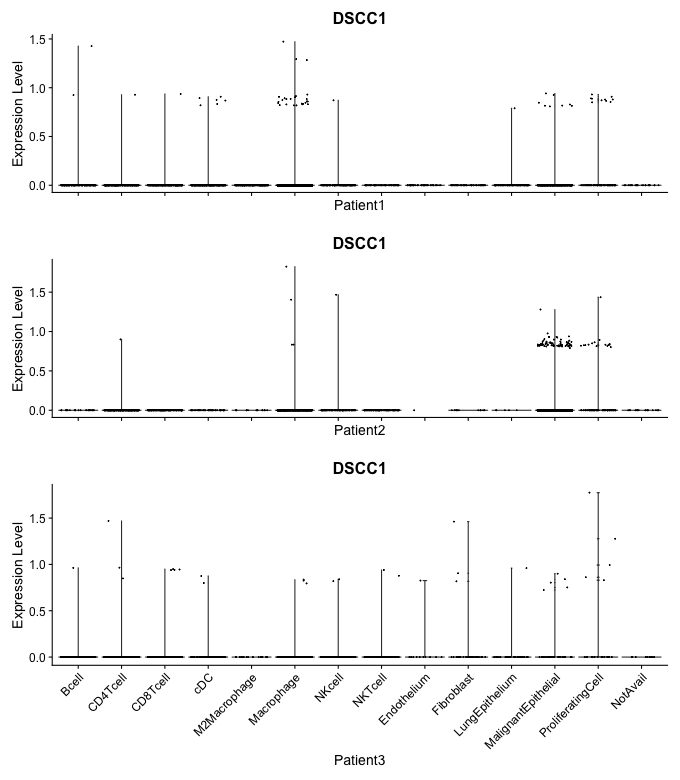 DSCC1
Expression Level
1.5
1.0
0.5
0.0
Patient1
DSCC1
Expression Level
1.5
1.0
0.5
0.0
Patient2
DSCC1
Expression Level
1.5
1.0
0.5
0.0
Bcell
CD4Tcell
CD8Tcell
cDC
M2Macrophage
Macrophage
NKcell
NKTcell
Endothelium
Fibroblast
LungEpithelium
MalignantEpithelial
ProliferatingCell
NotAvail
Patient3